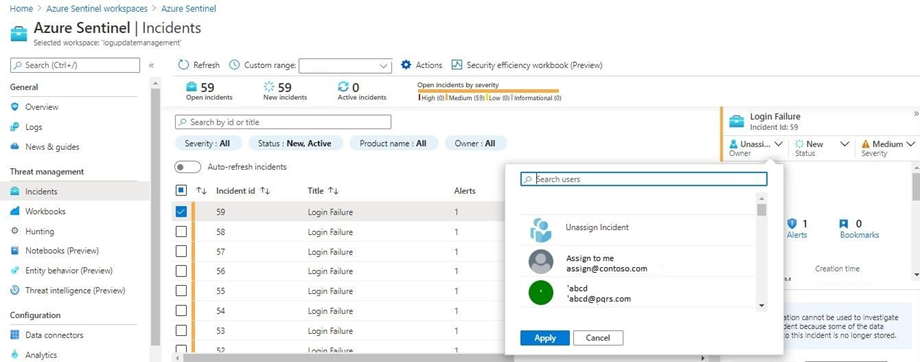 Home > Azure Sentinel workspaces > Azure Sentinel
Azure Sentinel | Incidents
Selected workspace: 'logupdatemanagement'
Search (Ctrl+/)
«
General
Overview
Logs
News & guides
Threat management
Incidents
Workbooks
Hunting
Notebooks (Preview)
Entity behavior (Preview)
Threat intelligence (Preview)
Configuration
Data connectors
Analytics
Refresh
Custom range:
Actions
Security efficiency workbook (Preview)
59
Open incidents
59
New incidents
0
Active incidents
Open incidents by severity
High (0) Medium (59) Low (0) Informational (0)
Search by id or title
Severity : All
Status : New, Active
Product name : All
Owner : All
Auto-refresh incidents
Incident id Title Alerts
59 Login Failure 1
58 Login Failure 1
57 Login Failure 1
56 Login Failure 1
55 Login Failure 1
54 Login Failure 1
53 Login Failure 1
52 Login Failure 1
Search users
Unassign Incident
Assign to me
assign@contoso.com
'abcd
'abcd@pqrs.com
Apply
Cancel
»
Login Failure
Incident Id: 59
Unassi...
Owner
New
Status
Medium
Severity
1
Alerts
0
Bookmarks
Creation time
ation cannot be used to investigate
dent because some of the data
to this incident is no longer stored.